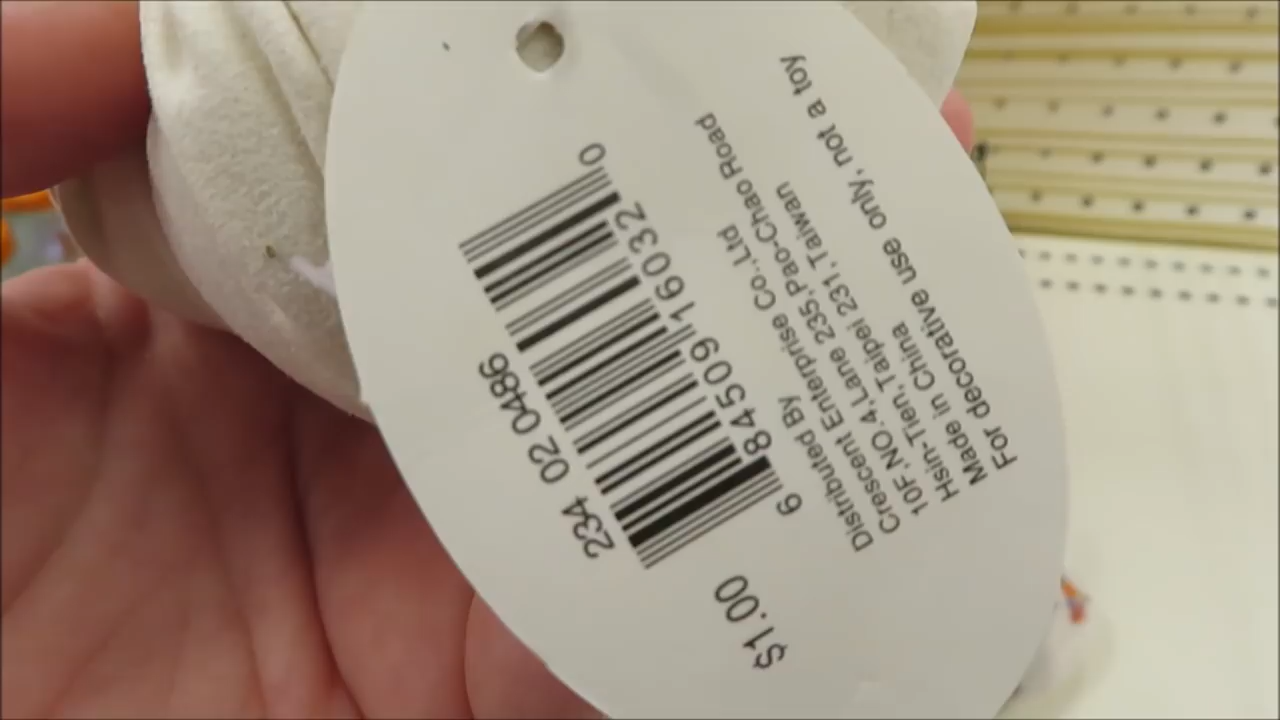 $1.00
234 02 0486
6 84509 16032 0
Distributed By
Crescent Enterprise Co.,Ltd
10F,NO.4,Lane 235,Pao-Chao Road
Hsin-Tien,Taipei 231,Taiwan
Made in China
For decorative use only, not a toy